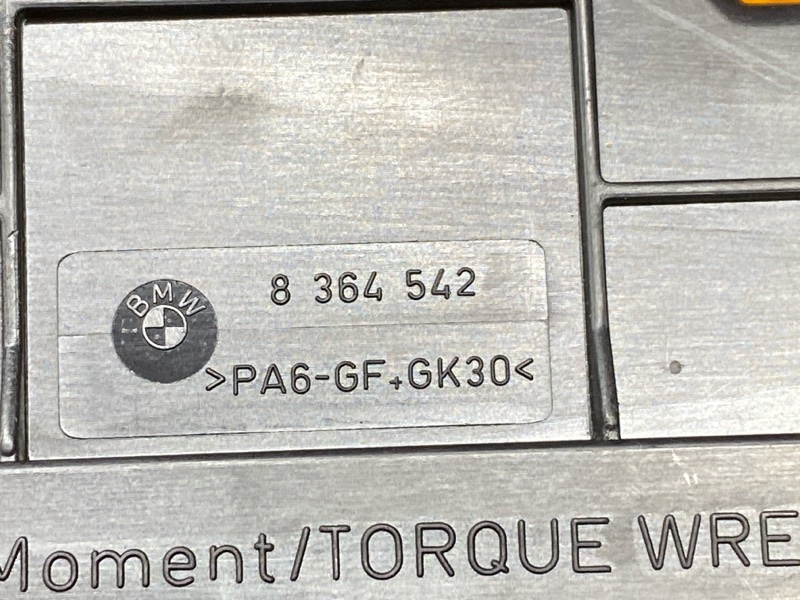 BMW
8 364 542
>PA6-GF+GK30<
Moment/TORQUE WRE